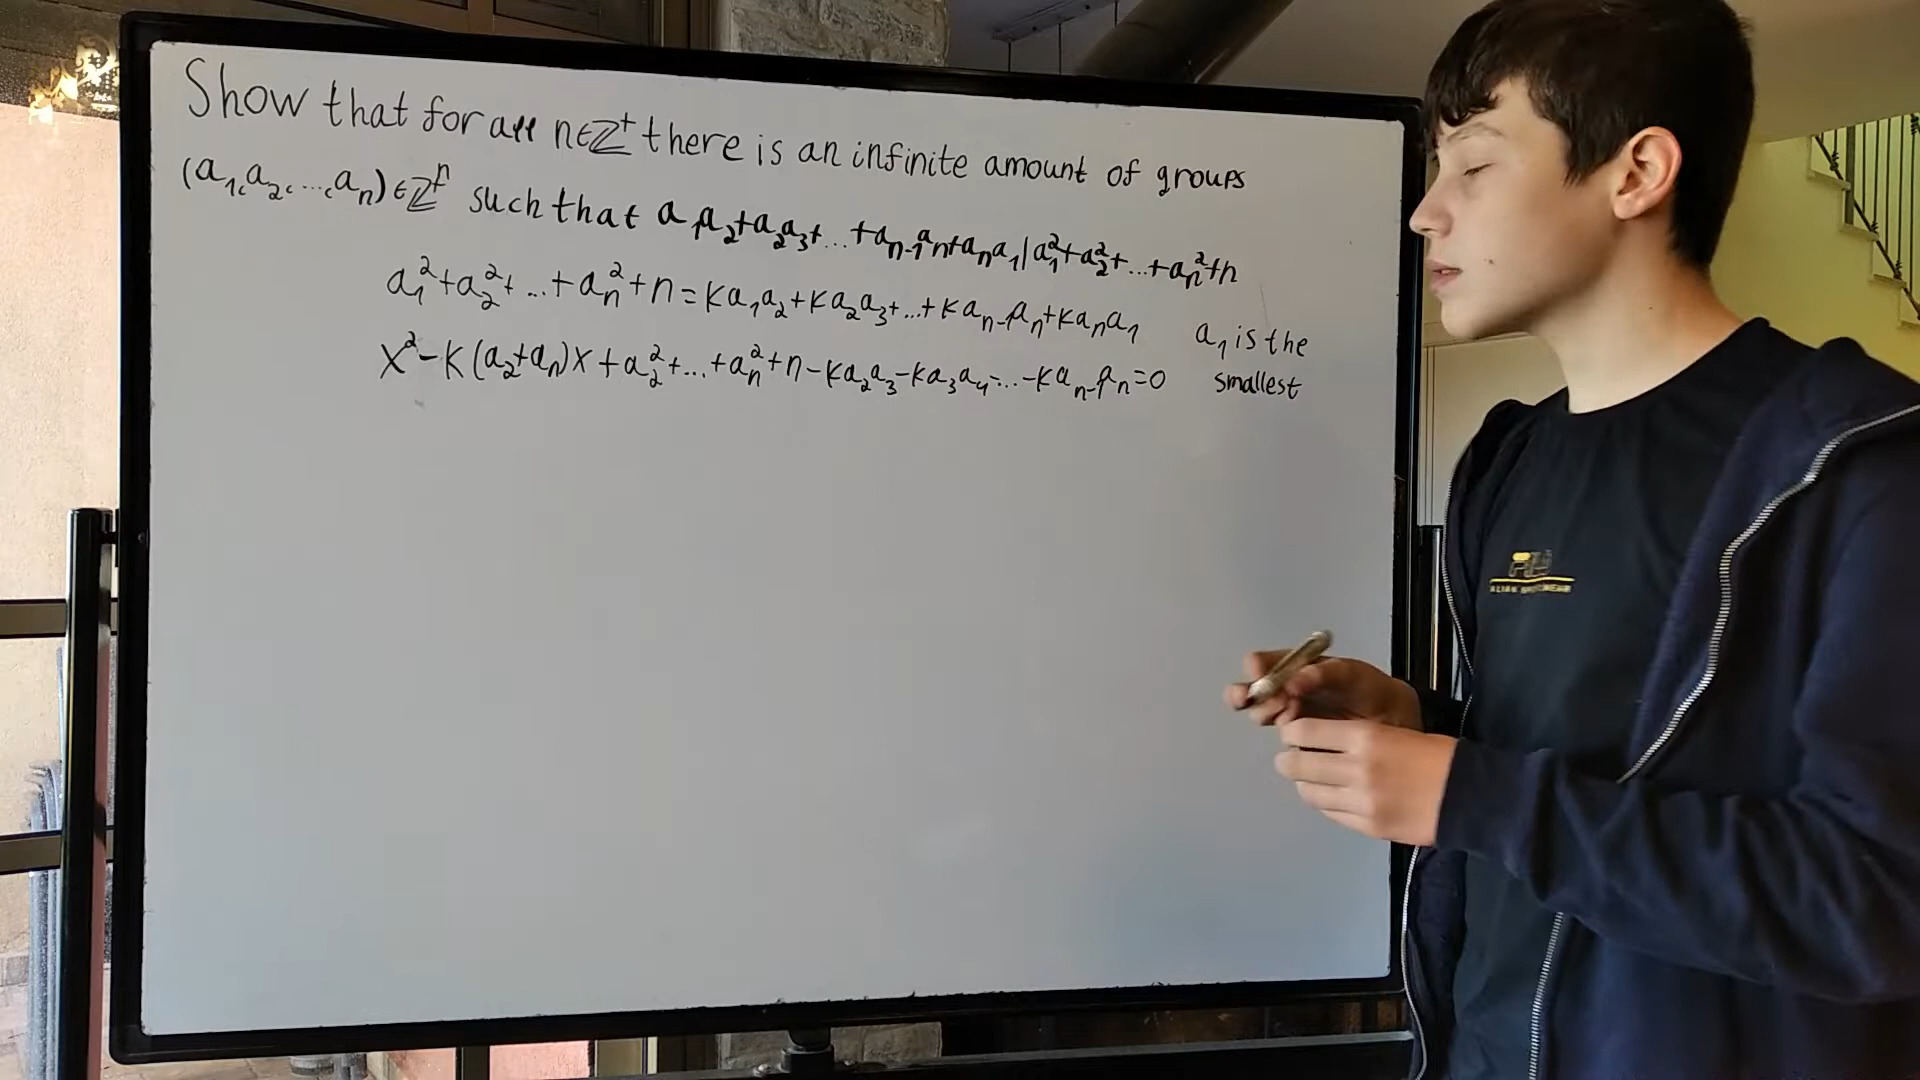 Show that for all n∈ℤ⁺ there is an infinite amount of groups
(a₁,a₂,...,aₙ)∈ℤⁿ such that a₁a₂+a₂a₃+...+aₙ₋₁aₙ+aₙa₁|a₁²+a₂²+...+aₙ²+n
a₁²+a₂²+...+aₙ²+n=Ka₁a₂+Ka₂a₃+...+Kaₙ₋₁aₙ+Kaₙa₁
a₁ is the
smallest
x²-K(a₂+aₙ)x+a₂²+...+aₙ²+n-Ka₂a₃-Ka₃a₄-...-Kaₙ₋₁aₙ=0